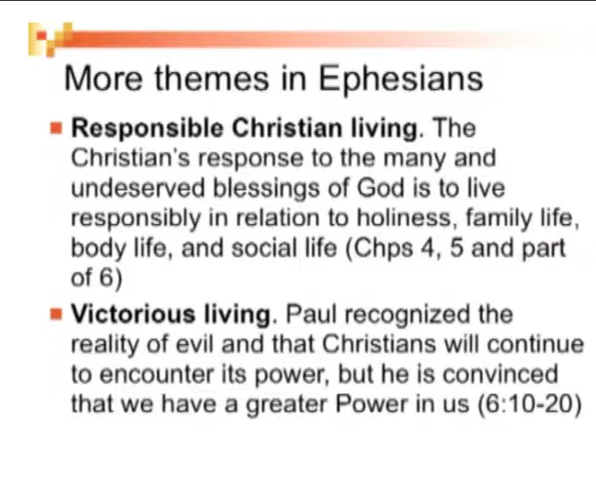 More themes in Ephesians
Responsible Christian living. The
Christian's response to the many and
undeserved blessings of God is to live
responsibly in relation to holiness, family life,
body life, and social life (Chps 4, 5 and part
of 6)
Victorious living. Paul recognized the
reality of evil and that Christians will continue
to encounter its power, but he is convinced
that we have a greater Power in us (6:10-20)